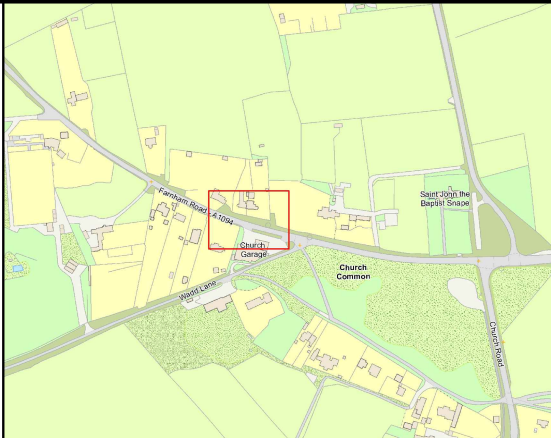 Farnham Road - A1094
Saint John the
Baptist Snape
Church
Garage
Church
Common
Wadd Lane
Church Road